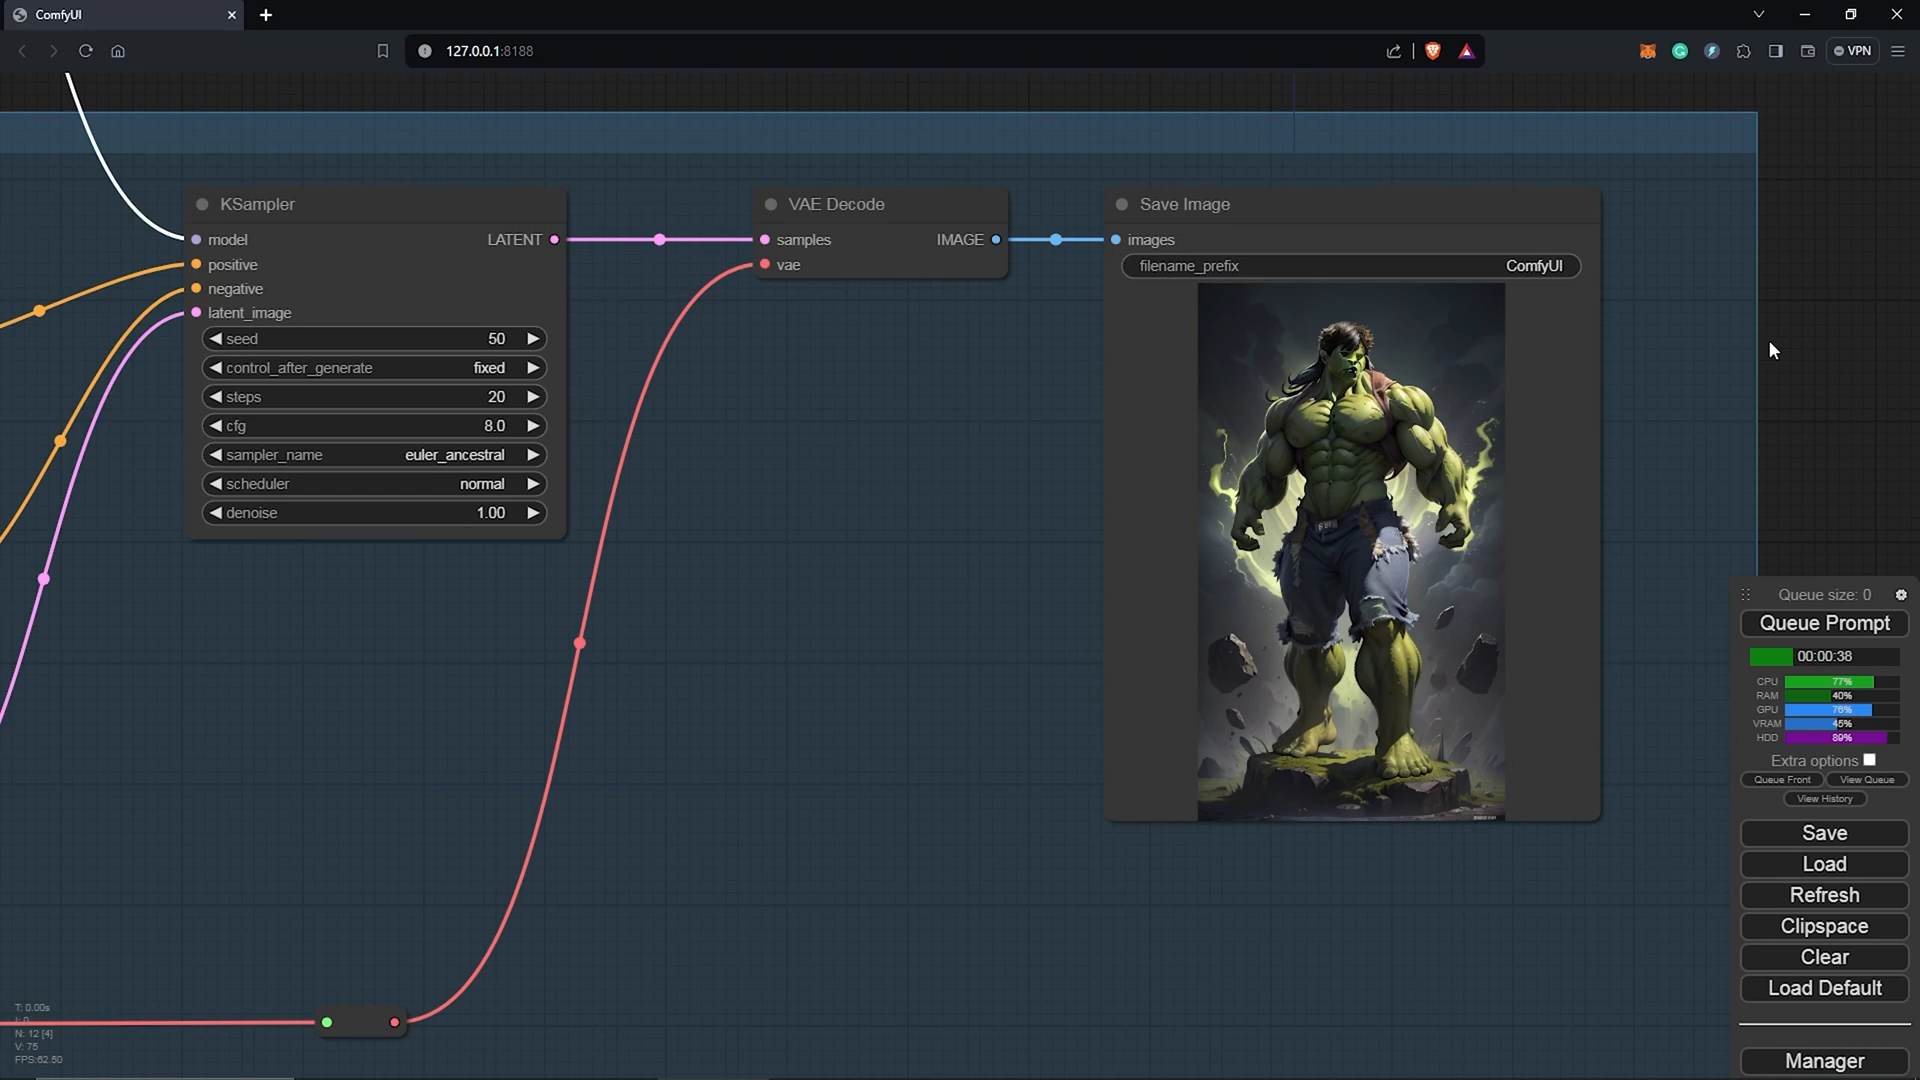 ComfyUI
127.0.0.1:8188
VPN
KSampler
model
LATENT
positive
negative
latent_image
seed 50
control_after_generate fixed
steps 20
cfg 8.0
sampler_name euler_ancestral
scheduler normal
denoise 1.00
VAE Decode
samples
IMAGE
vae
Save Image
images
filename_prefix ComfyUI
Queue size: 0
Queue Prompt
00:00:38
CPU 77%
RAM 40%
GPU 76%
VRAM 45%
HDD 89%
Extra options
Queue Front
View Queue
View History
Save
Load
Refresh
Clipspace
Clear
Load Default
Manager
T: 0.00s
I: 0
N: 12 [4]
V: 75
FPS:62.50